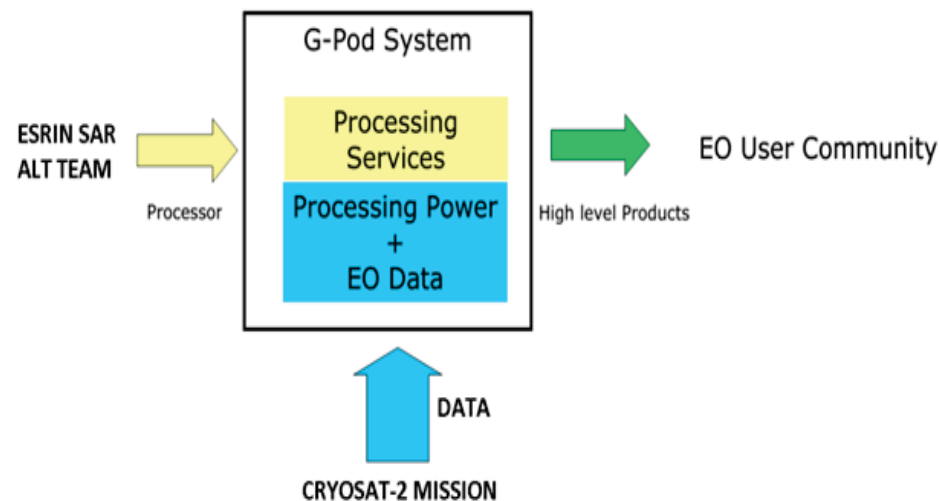 G-Pod System
ESRIN SAR
ALT TEAM
Processor
Processing
Services
Processing Power
+
EO Data
High level Products
EO User Community
DATA
CRYOSAT-2 MISSION